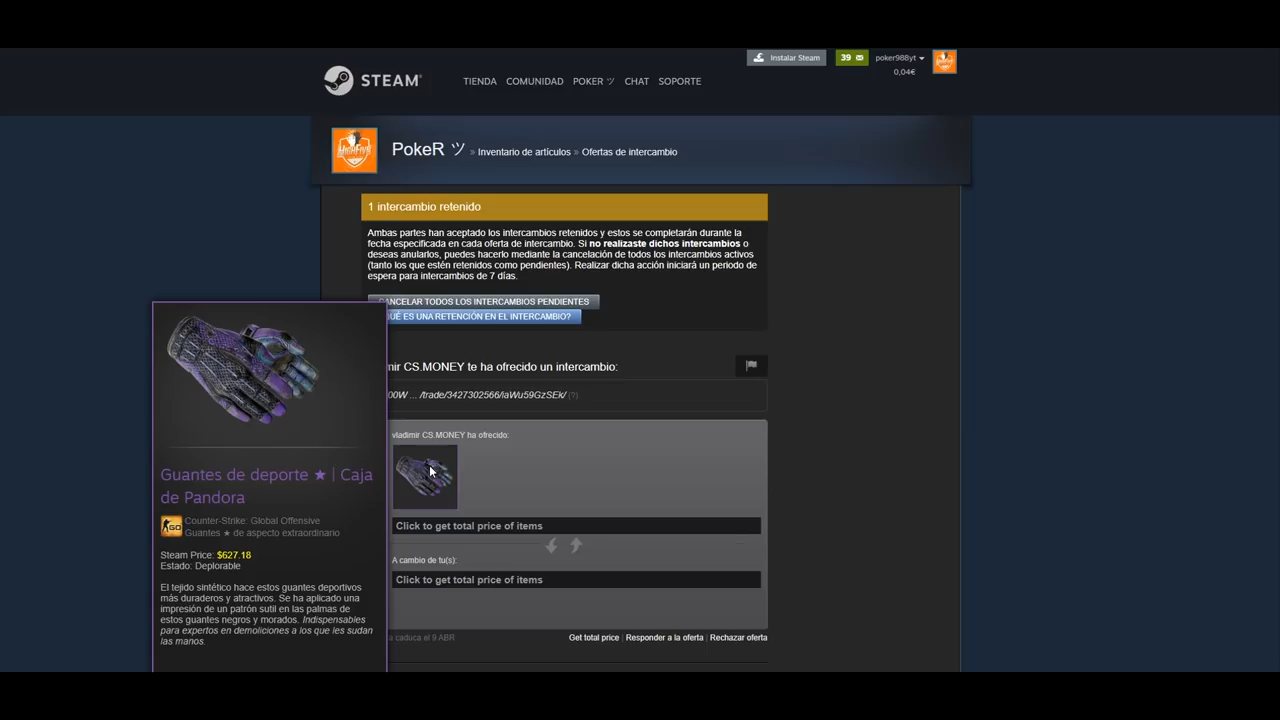 Instalar Steam
39
poker988yt
0,04€
STEAM
TIENDA COMUNIDAD POKER ツ CHAT SOPORTE
PokeR ツ » Inventario de artículos » Ofertas de intercambio
1 intercambio retenido
Ambas partes han aceptado los intercambios retenidos y estos se completarán durante la
fecha especificada en cada oferta de intercambio. Si no realizaste dichos intercambios o
deseas anularlos, puedes hacerlo mediante la cancelación de todos los intercambios activos
(tanto los que estén retenidos como pendientes). Realizar dicha acción iniciará un periodo de
espera para intercambios de 7 días.
CANCELAR TODOS LOS INTERCAMBIOS PENDIENTES
QUÉ ES UNA RETENCIÓN EN EL INTERCAMBIO?
mir CS.MONEY te ha ofrecido un intercambio:
00W ... /trade/3427302566/iaWu59GzSEk/ (?)
vladimir CS.MONEY ha ofrecido:
Click to get total price of items
A cambio de tu(s):
Click to get total price of items
a caduca el 9 ABR
Get total price Responder a la oferta Rechazar oferta
Guantes de deporte ★ | Caja
de Pandora
GO
Counter-Strike: Global Offensive
Guantes ★ de aspecto extraordinario
Steam Price: $627.18
Estado: Deplorable
El tejido sintético hace estos guantes deportivos
más duraderos y atractivos. Se ha aplicado una
impresión de un patrón sutil en las palmas de
estos guantes negros y morados. Indispensables
para expertos en demoliciones a los que les sudan
las manos.